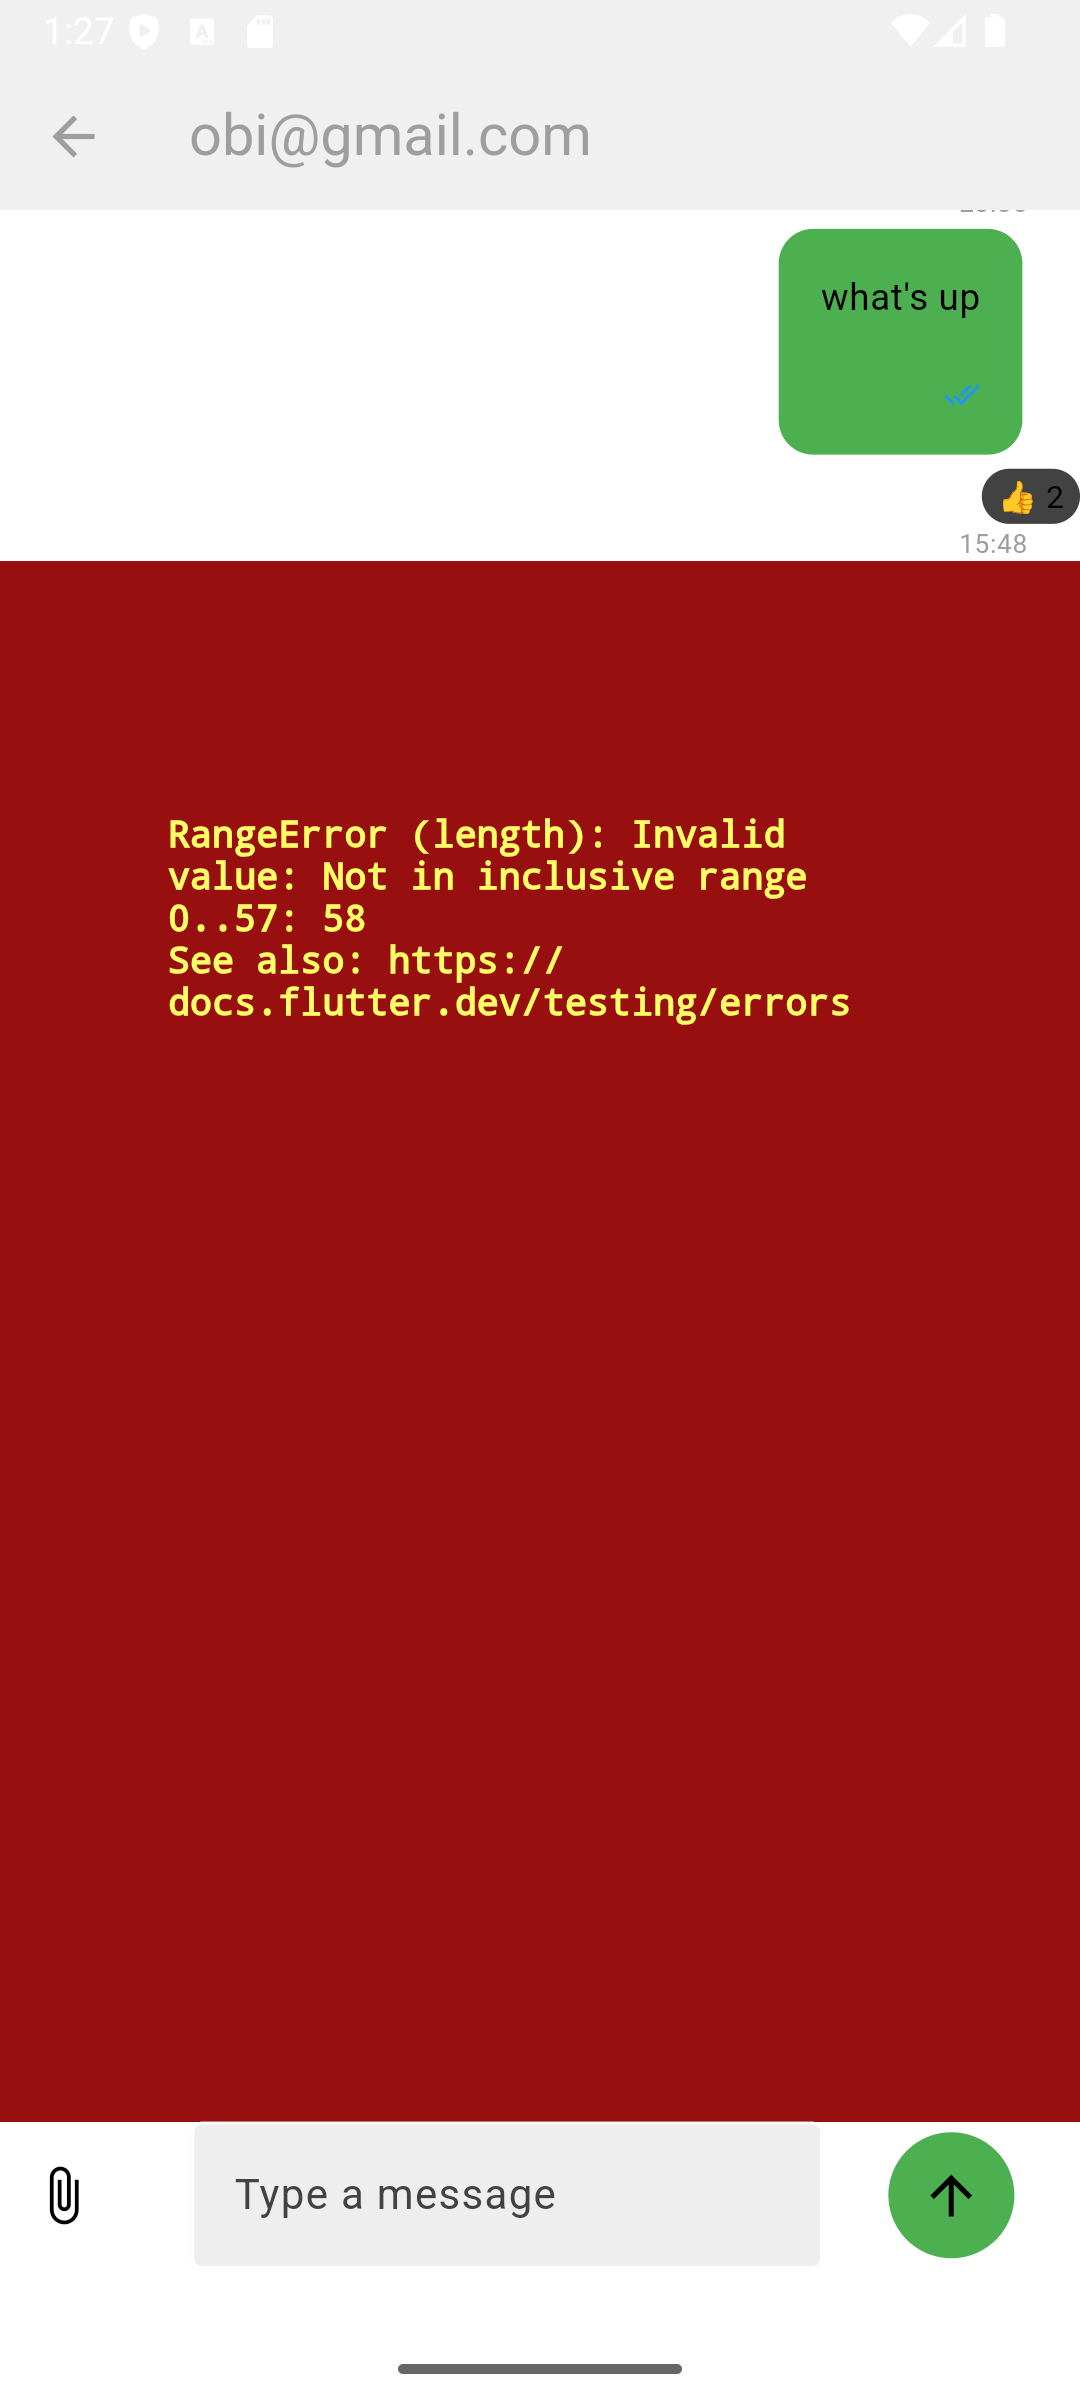 1:27
obi@gmail.com
what's up
👍 2
15:48
RangeError (length): Invalid
value: Not in inclusive range
0..57: 58
See also: https://
docs.flutter.dev/testing/errors
Type a message